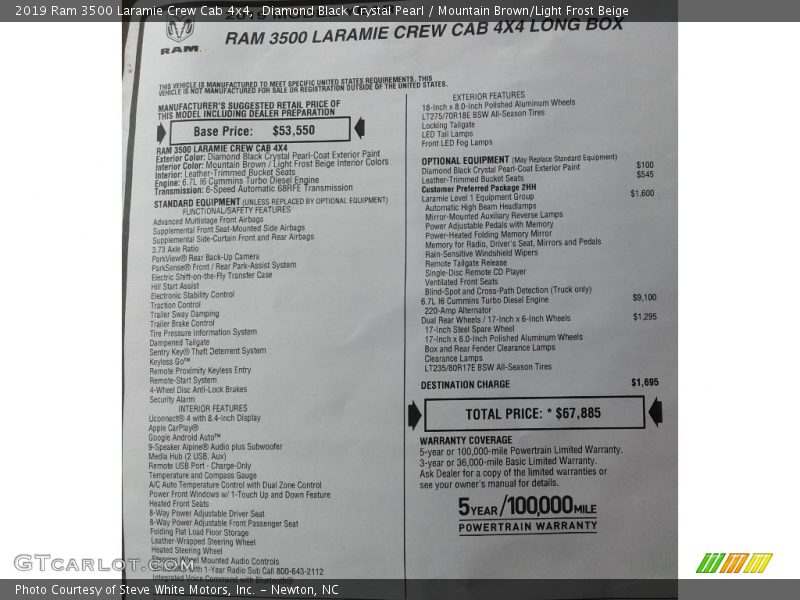 2019 Ram 3500 Laramie Crew Cab 4x4, Diamond Black Crystal Pearl / Mountain Brown/Light Frost Beige
RAM
2019 MODEL
RAM 3500 LARAMIE CREW CAB 4X4 LONG BOX
THIS VEHICLE IS MANUFACTURED TO MEET SPECIFIC UNITED STATES REQUIREMENTS. THIS
VEHICLE IS NOT MANUFACTURED FOR SALE OR REGISTRATION OUTSIDE OF THE UNITED STATES.
MANUFACTURER'S SUGGESTED RETAIL PRICE OF
THIS MODEL INCLUDING DEALER PREPARATION
Base Price: $53,550
RAM 3500 LARAMIE CREW CAB 4X4
Exterior Color: Diamond Black Crystal Pearl-Coat Exterior Paint
Interior Color: Mountain Brown / Light Frost Beige Interior Colors
Interior: Leather-Trimmed Bucket Seats
Engine: 6.7L I6 Cummins Turbo Diesel Engine
Transmission: 6-Speed Automatic 68RFE Transmission
STANDARD EQUIPMENT (UNLESS REPLACED BY OPTIONAL EQUIPMENT)
FUNCTIONAL/SAFETY FEATURES
Advanced Multistage Front Airbags
Supplemental Front Seat-Mounted Side Airbags
Supplemental Side-Curtain Front and Rear Airbags
3.73 Axle Ratio
ParkView® Rear Back-Up Camera
ParkSense® Front / Rear Park-Assist System
Electric Shift-on-the-Fly Transfer Case
Hill Start Assist
Electronic Stability Control
Traction Control
Trailer Sway Damping
Trailer Brake Control
Tire Pressure Information System
Dampened Tailgate
Sentry Key® Theft Deterrent System
Keyless Go™
Remote Proximity Keyless Entry
Remote-Start System
4-Wheel Disc Anti-Lock Brakes
Security Alarm
INTERIOR FEATURES
Uconnect® 4 with 8.4-Inch Display
Apple CarPlay®
Google Android Auto™
9-Speaker Alpine® Audio plus Subwoofer
Media Hub (2 USB, Aux)
Remote USB Port - Charge-Only
Temperature and Compass Gauge
A/C Auto Temperature Control with Dual Zone Control
Power Front Windows w/ 1-Touch Up and Down Feature
Heated Front Seats
8-Way Power Adjustable Driver Seat
8-Way Power Adjustable Front Passenger Seat
Folding Flat Load Floor Storage
Leather-Wrapped Steering Wheel
Heated Steering Wheel
Steering Wheel Mounted Audio Controls
with 1-Year Radio Sub Call 800-643-2112
Integrated Voice Command with Bluetooth®
EXTERIOR FEATURES
18-Inch x 8.0-Inch Polished Aluminum Wheels
LT275/70R18E BSW All-Season Tires
Locking Tailgate
LED Tail Lamps
Front LED Fog Lamps
OPTIONAL EQUIPMENT (May Replace Standard Equipment)
Diamond Black Crystal Pearl-Coat Exterior Paint $100
Leather-Trimmed Bucket Seats $545
Customer Preferred Package 2HH
Laramie Level 1 Equipment Group $1,600
Automatic High Beam Headlamps
Mirror-Mounted Auxiliary Reverse Lamps
Power Adjustable Pedals with Memory
Power-Heated Folding Memory Mirror
Memory for Radio, Driver's Seat, Mirrors and Pedals
Rain-Sensitive Windshield Wipers
Remote Tailgate Release
Single-Disc Remote CD Player
Ventilated Front Seats
Blind-Spot and Cross-Path Detection (Truck only)
6.7L I6 Cummins Turbo Diesel Engine $9,100
220-Amp Alternator
Dual Rear Wheels / 17-Inch x 6-Inch Wheels $1,295
17-Inch Steel Spare Wheel
17-Inch x 6.0-Inch Polished Aluminum Wheels
Box and Rear Fender Clearance Lamps
Clearance Lamps
LT235/80R17E BSW All-Season Tires
DESTINATION CHARGE $1,695
TOTAL PRICE: * $67,885
WARRANTY COVERAGE
5-year or 100,000-mile Powertrain Limited Warranty.
3-year or 36,000-mile Basic Limited Warranty.
Ask Dealer for a copy of the limited warranties or
see your owner's manual for details.
5 YEAR/100,000 MILE
POWERTRAIN WARRANTY
GTCarLot.com
Photo Courtesy of Steve White Motors, Inc. – Newton, NC